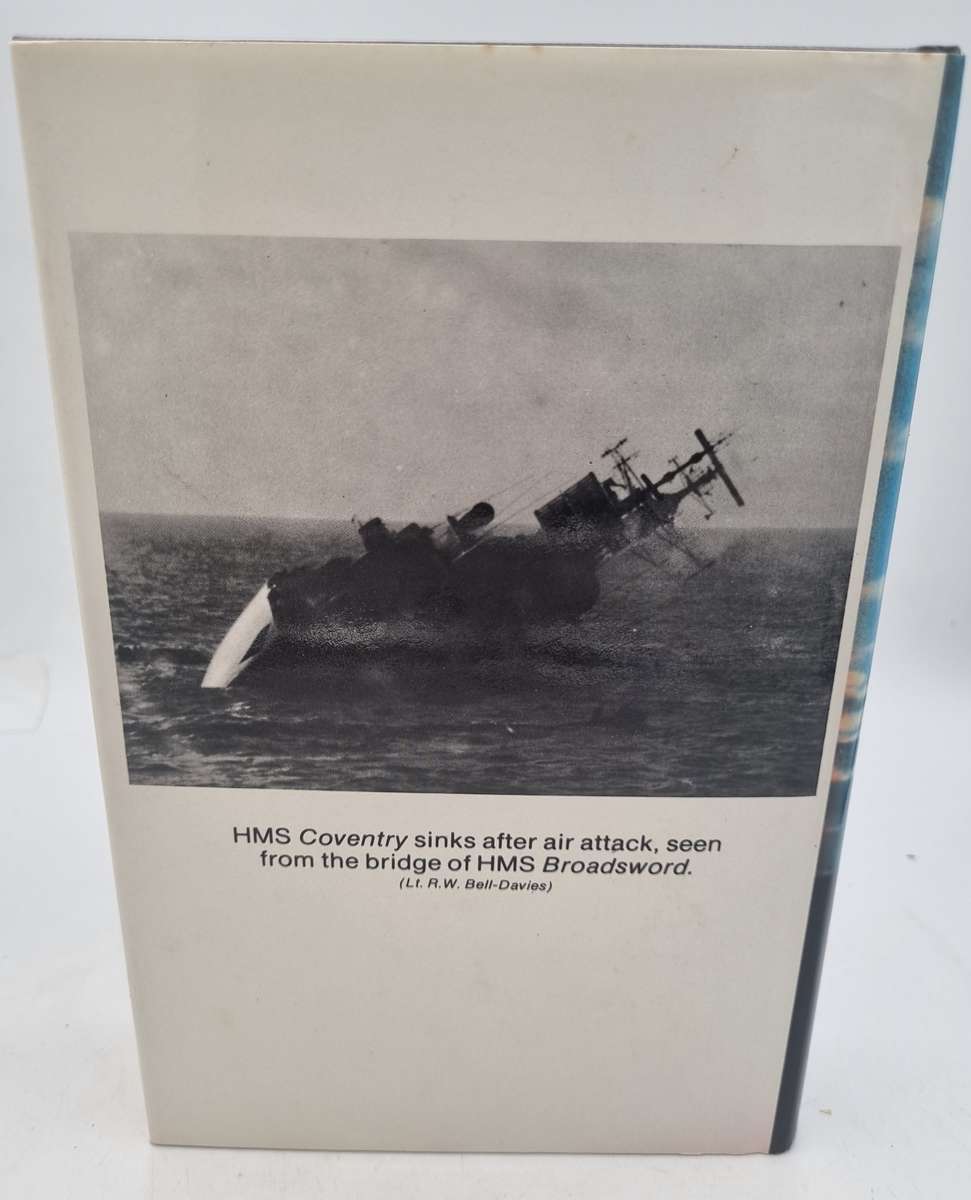 HMS Coventry sinks after air attack, seen
from the bridge of HMS Broadsword.
(Lt. R.W. Bell-Davies)